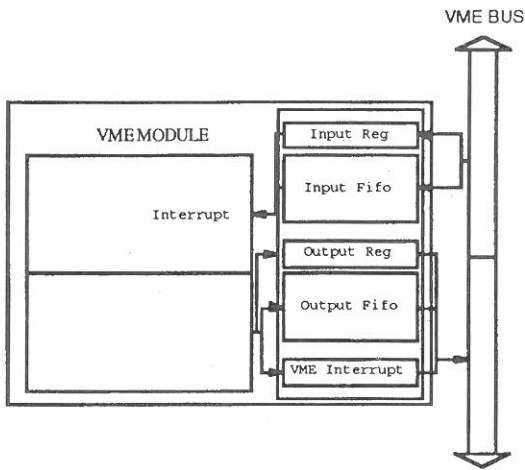 VME BUS
VME MODULE
Input Reg
Input Fifo
Interrupt
Output Reg
Output Fifo
VME Interrupt